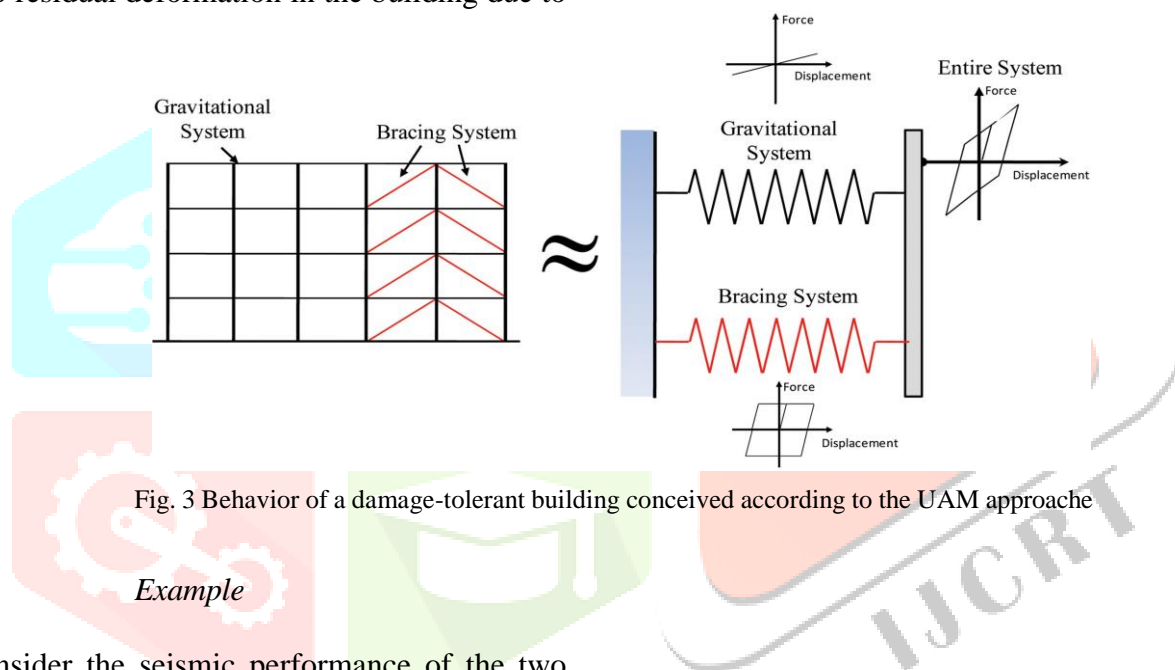 residual deformation in the building due to
Force
Displacement
Entire System
Force
Displacement
Gravitational
System
Bracing System
Gravitational
System
≈
Bracing System
Force
Displacement
Fig. 3 Behavior of a damage-tolerant building conceived according to the UAM approache
Example
the seismic performance of the two
IJCRT